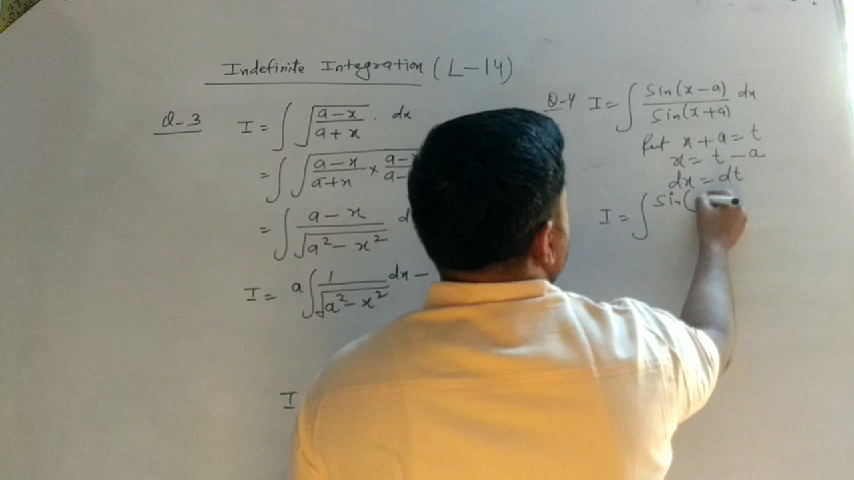 Indefinite Integration (L-14)
Q-3 I = ∫ √((a-x)/(a+x)) . dx
= ∫ √((a-x)/(a+x) × (a-/(a-
= ∫ (a-x)/√(a²-x²) d
I = a ∫ 1/√(a²-x²) dx -
I
Q-4 I = ∫ Sin(x-a)/Sin(x+a) dx
Put x+a=t
x = t-a
dx = dt
I = ∫ Sin(